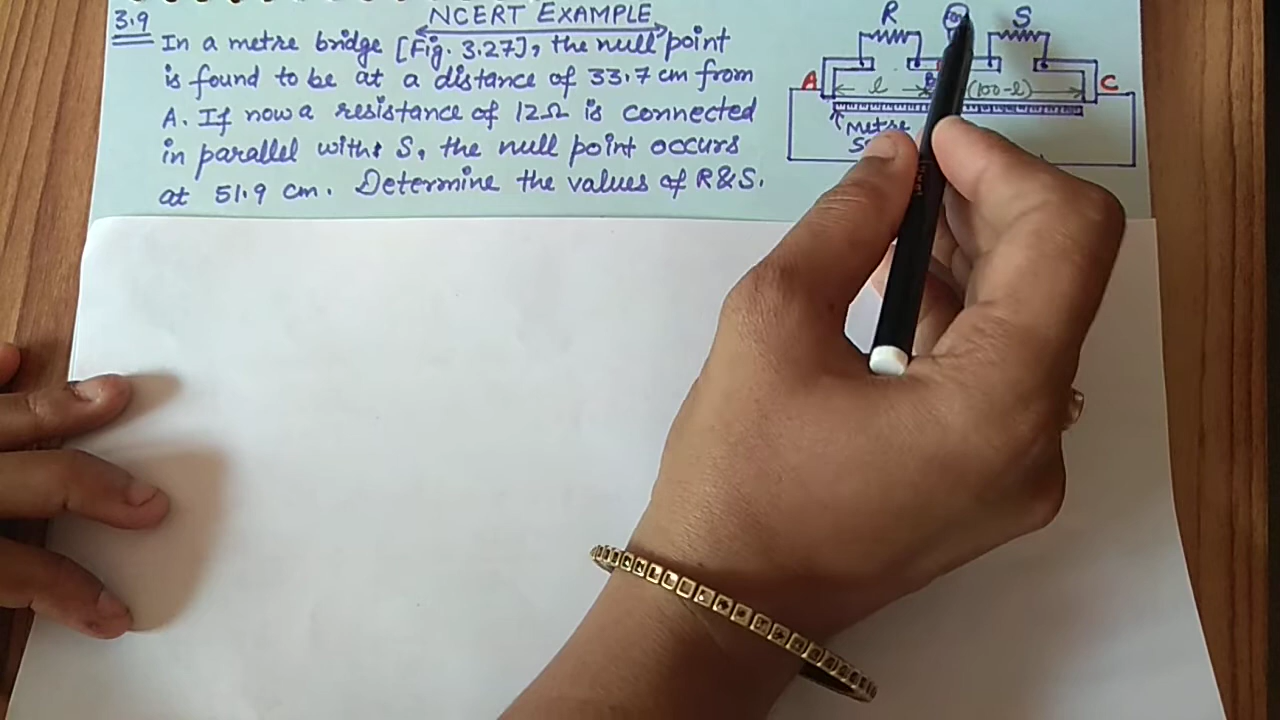 3.9
NCERT EXAMPLE
In a metre bridge [Fig. 3.27], the null point
is found to be at a distance of 33.7 cm from
A. If now a resistance of 12Ω is connected
in parallel with S, the null point occurs
at 51.9 cm. Determine the values of R&S.
R S
A B C
l (100-l)
Metre